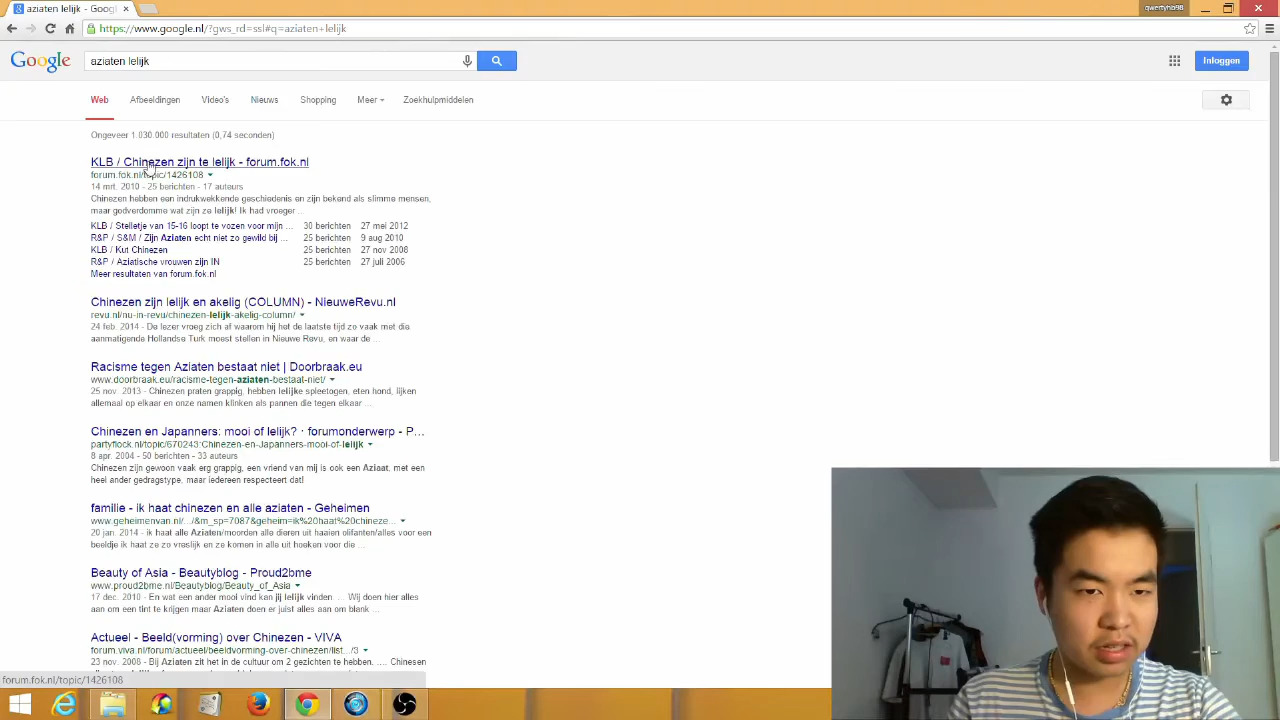 aziaten lelijk - Googl
qwertyhb98
https://www.google.nl/?gws_rd=ssl#q=aziaten+lelijk
Google
aziaten lelijk
Inloggen
Web
Afbeeldingen
Video's
Nieuws
Shopping
Meer
Zoekhulpmiddelen
Ongeveer 1.030.000 resultaten (0,74 seconden)
KLB / Chinezen zijn te lelijk - forum.fok.nl
forum.fok.nl/topic/1426108
14 mrt. 2010 - 25 berichten - 17 auteurs
Chinezen hebben een indrukwekkende geschiedenis en zijn bekend als slimme mensen,
maar godverdomme wat zijn ze lelijk! Ik had vroeger ...
KLB / Stelletje van 15-16 loopt te vozen voor mijn ... 30 berichten 27 mei 2012
R&P / S&M / Zijn Aziaten echt niet zo gewild bij ... 25 berichten 9 aug 2010
KLB / Kut Chinezen 25 berichten 27 nov 2008
R&P / Aziatische vrouwen zijn IN 25 berichten 27 juli 2006
Meer resultaten van forum.fok.nl
Chinezen zijn lelijk en akelig (COLUMN) - NieuweRevu.nl
revu.nl/nu-in-revu/chinezen-lelijk-akelig-column/
24 feb. 2014 - De lezer vroeg zich af waarom hij het de laatste tijd zo vaak met die
aanmatigende Hollandse Turk moest stellen in Nieuwe Revu, en waar de ...
Racisme tegen Aziaten bestaat niet | Doorbraak.eu
www.doorbraak.eu/racisme-tegen-aziaten-bestaat-niet/
25 nov. 2013 - Chinezen praten grappig, hebben lelijke spleetogen, eten hond, lijken
allemaal op elkaar en onze namen klinken als pannen die tegen elkaar ...
Chinezen en Japanners: mooi of lelijk? · forumonderwerp - P...
partyflock.nl/topic/670243:Chinezen-en-Japanners-mooi-of-lelijk
8 apr. 2004 - 50 berichten - 33 auteurs
Chinezen zijn gewoon vaak erg grappig, een vriend van mij is ook een Aziaat, met een
heel ander gedragstype, maar iedereen respecteert dat!
familie - ik haat chinezen en alle aziaten - Geheimen
www.geheimenvan.nl/.../&m_sp=7087&geheim=ik%20haat%20chineze...
20 jan. 2014 - ik haat alle Aziaten/moorden alle dieren uit haaien olifanten/alles voor een
beeldje ik haat ze zo vreslijk en ze komen in alle uit hoeken voor die ...
Beauty of Asia - Beautyblog - Proud2bme
www.proud2bme.nl/Beautyblog/Beauty_of_Asia
17 dec. 2010 - En wat een ander mooi vind kan jij lelijk vinden. ... Wij doen hier alles
aan om een tint te krijgen maar Aziaten doen er juist alles aan om blank ...
Actueel - Beeld(vorming) over Chinezen - VIVA
forum.viva.nl/forum/actueel/beeldvorming-over-chinezen/list.../3
23 nov. 2008 - Bij Aziaten zit het in de cultuur om 2 gezichten te hebben. .... Chinezen
forum.fok.nl/topic/1426108